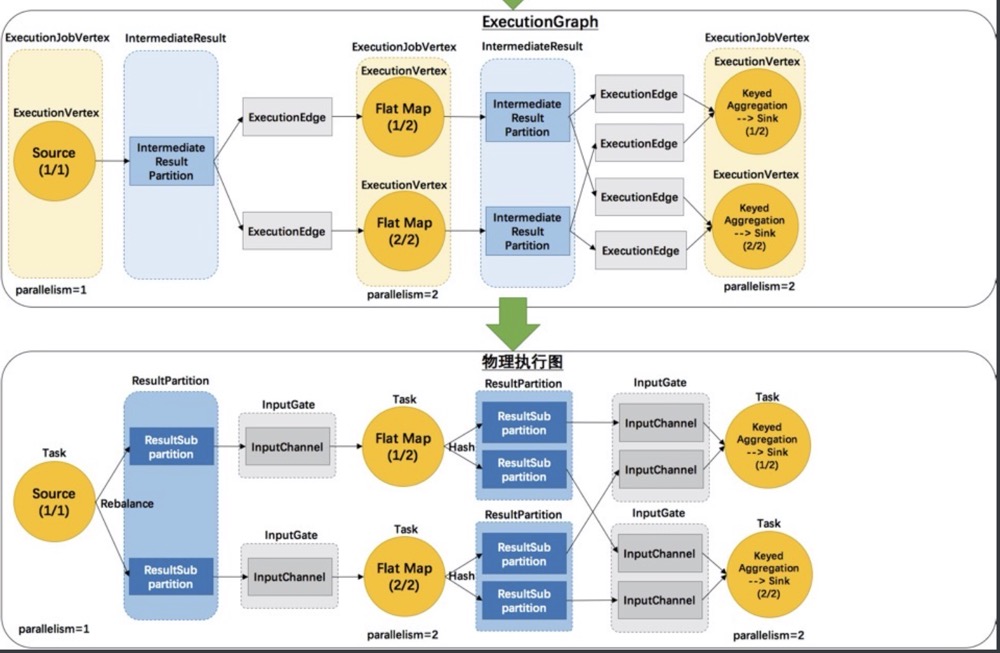 ExecutionGraph
ExecutionJobVertex
IntermediateResult
ExecutionJobVertex
IntermediateResult
ExecutionJobVertex
ExecutionVertex
Source
(1/1)
parallelism=1
Intermediate
Result
Partition
ExecutionEdge
ExecutionEdge
ExecutionVertex
Flat Map
(1/2)
ExecutionVertex
Flat Map
(2/2)
parallelism=2
Intermediate
Result
Partition
Intermediate
Result
Partition
ExecutionEdge
ExecutionEdge
ExecutionEdge
ExecutionEdge
ExecutionVertex
Keyed
Aggregation
--> Sink
(1/2)
ExecutionVertex
Keyed
Aggregation
--> Sink
(2/2)
parallelism=2
物理执行图
Task
Source
(1/1)
parallelism=1
Rebalance
ResultPartition
ResultSub
partition
ResultSub
partition
InputGate
InputChannel
InputGate
InputChannel
Task
Flat Map
(1/2)
Hash
Task
Flat Map
(2/2)
Hash
parallelism=2
ResultPartition
ResultSub
partition
ResultSub
partition
ResultPartition
ResultSub
partition
ResultSub
partition
InputGate
InputChannel
InputChannel
InputGate
InputChannel
InputChannel
Task
Keyed
Aggregation
--> Sink
(1/2)
Task
Keyed
Aggregation
--> Sink
(2/2)
parallelism=2